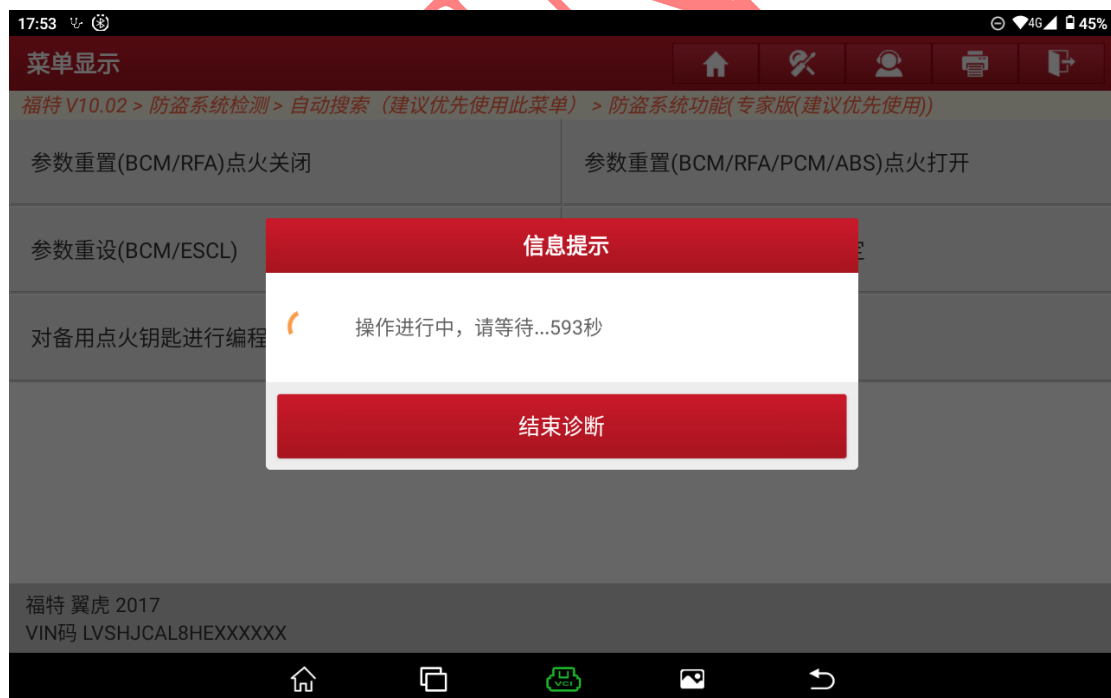 17:53 4G 45%
菜单显示
福特 V10.02 > 防盗系统检测 > 自动搜索（建议优先使用此菜单）> 防盗系统功能(专家版(建议优先使用))
参数重置(BCM/RFA)点火关闭
参数重置(BCM/RFA/PCM/ABS)点火打开
参数重设(BCM/ESCL)
信息提示
操作进行中，请等待...593秒
对备用点火钥匙进行编程
结束诊断
福特 翼虎 2017
VIN码 LVSHJCAL8HEXXXXXX
VCI